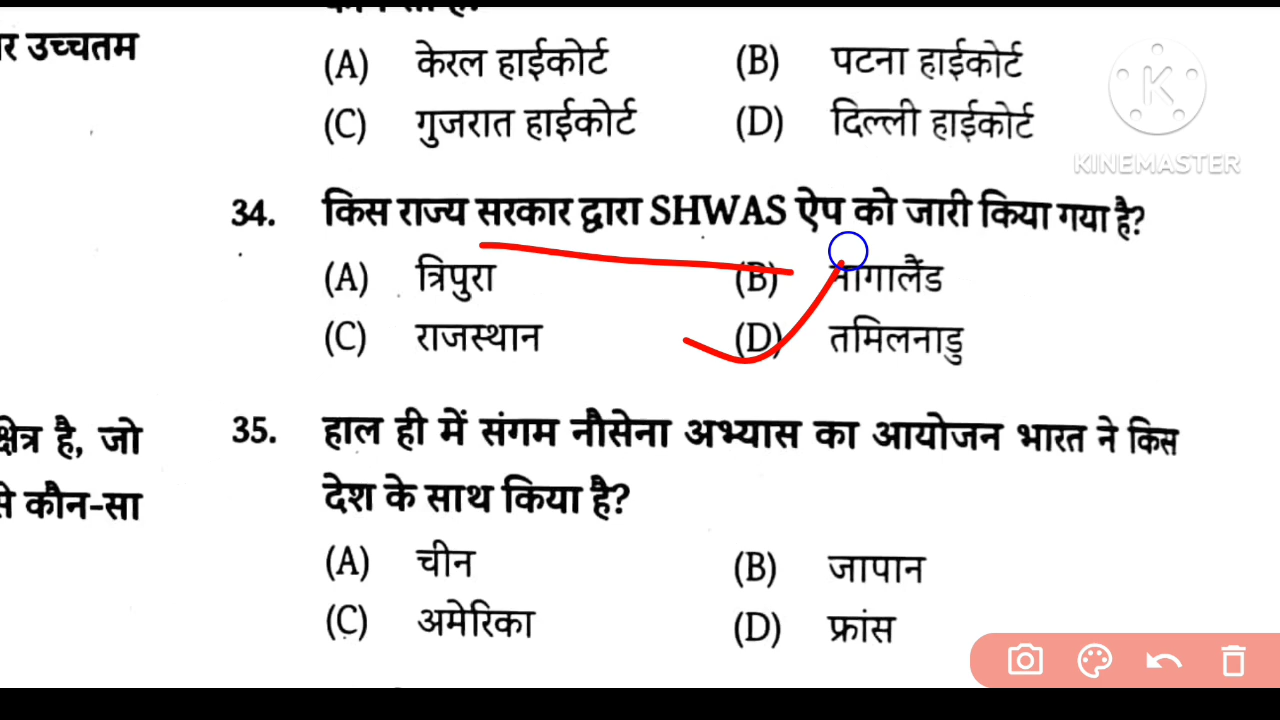 र उच्चतम
(A) केरल हाईकोर्ट (B) पटना हाईकोर्ट
(C) गुजरात हाईकोर्ट (D) दिल्ली हाईकोर्ट
KINEMASTER
34. किस राज्य सरकार द्वारा SHWAS ऐप को जारी किया गया है?
(A) त्रिपुरा (B) नागालैंड
(C) राजस्थान (D) तमिलनाडु
क्षेत्र है, जो
35. हाल ही में संगम नौसेना अभ्यास का आयोजन भारत ने किस
से कौन-सा
देश के साथ किया है?
(A) चीन (B) जापान
(C) अमेरिका (D) फ्रांस